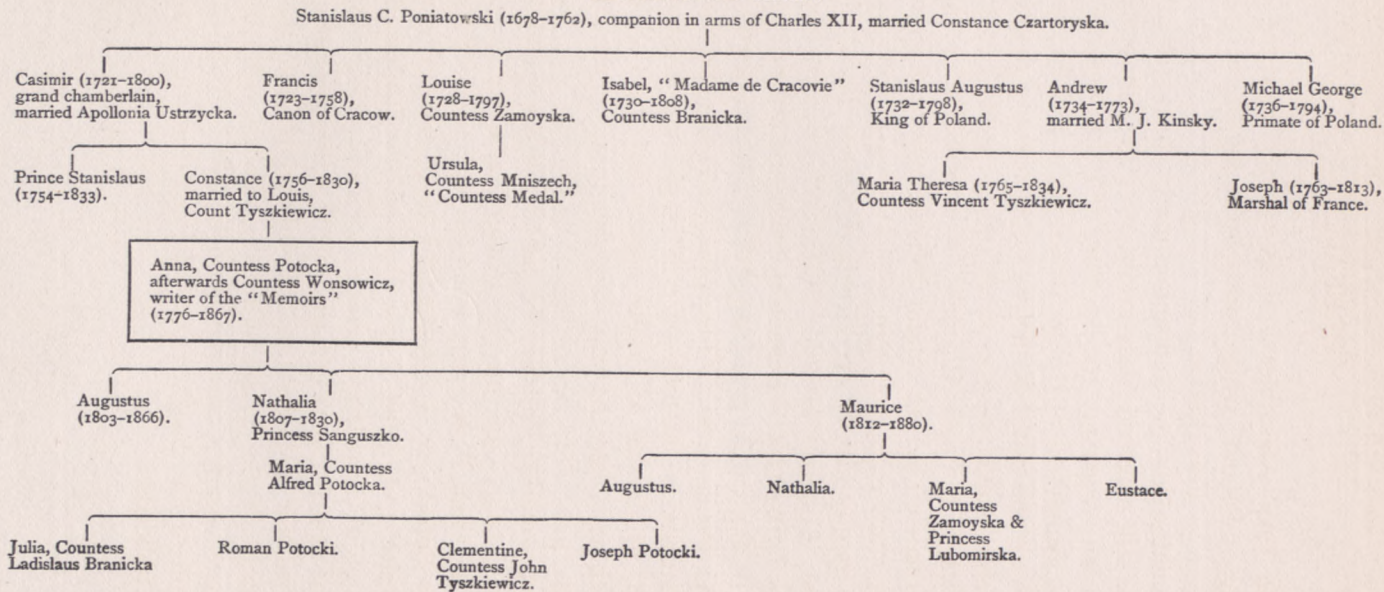 Stanislaus C. Poniatowski (1678–1762), companion in arms of Charles XII, married Constance Czartoryska.
Casimir (1721–1800),
grand chamberlain,
married Apollonia Ustrzycka.
Francis
(1723–1758),
Canon of Cracow.
Louise
(1728–1797),
Countess Zamoyska.
Isabel, “Madame de Cracovie”
(1730–1808),
Countess Branicka.
Stanislaus Augustus
(1732–1798),
King of Poland.
Andrew
(1734–1773),
married M. J. Kinsky.
Michael George
(1736–1794),
Primate of Poland.
Prince Stanislaus
(1754–1833).
Constance (1756–1830),
married to Louis,
Count Tyszkiewicz.
Ursula,
Countess Mniszech,
“Countess Medal.”
Maria Theresa (1765–1834),
Countess Vincent Tyszkiewicz.
Joseph (1763–1813),
Marshal of France.
Anna, Countess Potocka,
afterwards Countess Wonsowicz,
writer of the “Memoirs”
(1776–1867).
Augustus
(1803–1866).
Nathalia
(1807–1830),
Princess Sanguszko.
Maurice
(1812–1880).
Maria, Countess
Alfred Potocka.
Augustus.
Nathalia.
Maria,
Countess
Zamoyska &
Princess
Lubomirska.
Eustace.
Julia, Countess
Ladislaus Branicka
Roman Potocki.
Clementine,
Countess John
Tyszkiewicz.
Joseph Potocki.